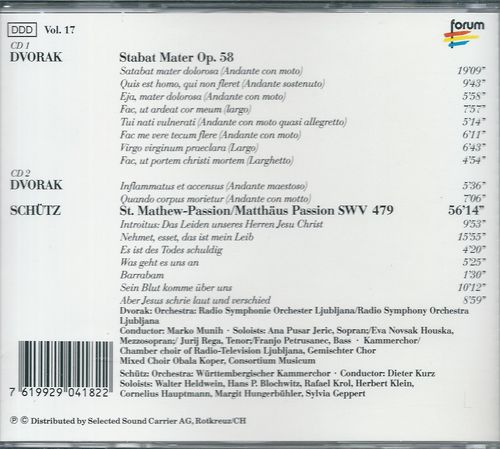 DDD Vol. 17
forum
CD 1
DVORAK Stabat Mater Op. 58
Satabat mater dolorosa (Andante con moto) 19'09"
Quis est homo, qui non fleret (Andante sostenuto) 9'43"
Eja, mater dolorosa (Andante con moto) 5'58"
Fac, ut ardeat cor meum (largo) 7'57"
Tui nati vulnerati (Andante con moto quasi allegretto) 5'14"
Fac me vere tecum flere (Andante con moto) 6'11"
Virgo virginum praeclara (Largo) 6'43"
Fac, ut portem christi mortem (Larghetto) 4'54"
CD 2
DVORAK Inflammatus et accensus (Andante maestoso) 5'36"
Quando corpus morietur (Andante con motto) 7'06"
SCHÜTZ St. Mathew-Passion/Matthäus Passion SWV 479 56'14"
Introitus: Das Leiden unseres Herren Jesu Christ 9'53"
Nehmet, esset, das ist mein Leib 15'55"
Es ist des Todes schuldig 4'20"
Was geht es uns an 5'25"
Barrabam 1'30"
Sein Blut komme über uns 10'12"
Aber Jesus schrie laut und verschied 8'59"
Dvorak: Orchestra: Radio Symphonie Orchester Ljubljana/Radio Symphony Orchestra
Ljubljana
Conductor: Marko Munih · Soloists: Ana Pusar Jeric, Sopran;/Eva Novsak Houska,
Mezzosopran;/ Jurij Rega, Tenor;/Franjo Petrusanec, Bass · Kammerchor/
Chamber choir of Radio-Television Ljubljana, Gemischter Chor
Mixed Choir Obala Koper, Consortium Musicum
Schütz: Orchestra: Württembergischer Kammerchor · Conductor: Dieter Kurz
Soloists: Walter Heldwein, Hans P. Blochwitz, Rafael Krol, Herbert Klein,
Cornelius Hauptmann, Margit Hungerbühler, Sylvia Geppert
7 619929 041822
℗ © Distributed by Selected Sound Carrier AG, Rotkreuz/CH